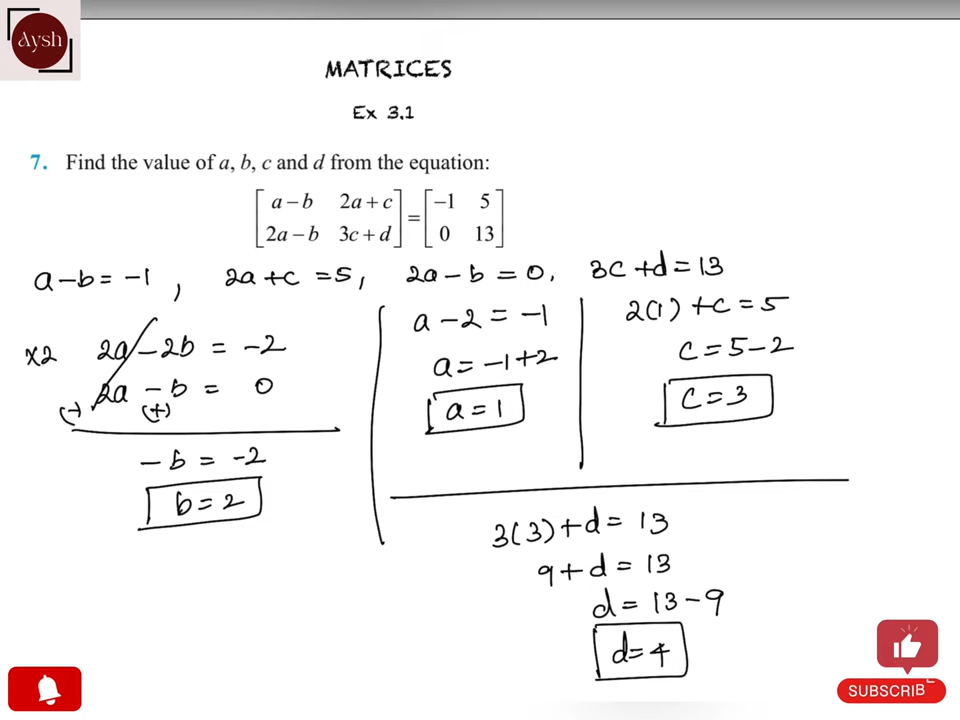 Aysh
MATRICES
Ex 3.1
7. Find the value of a, b, c and d from the equation:
[ a – b 2a + c ] = [ –1 5 ]
[ 2a – b 3c + d ] [ 0 13 ]
a – b = –1 , 2a + c = 5, 2a – b = 0, 3c + d = 13
×2 2a – 2b = –2
2a – b = 0
(–) (+)
– b = –2
b = 2
a – 2 = –1
a = –1 + 2
a = 1
2(1) + c = 5
c = 5 – 2
c = 3
3(3) + d = 13
9 + d = 13
d = 13 – 9
d = 4
SUBSCRIBE